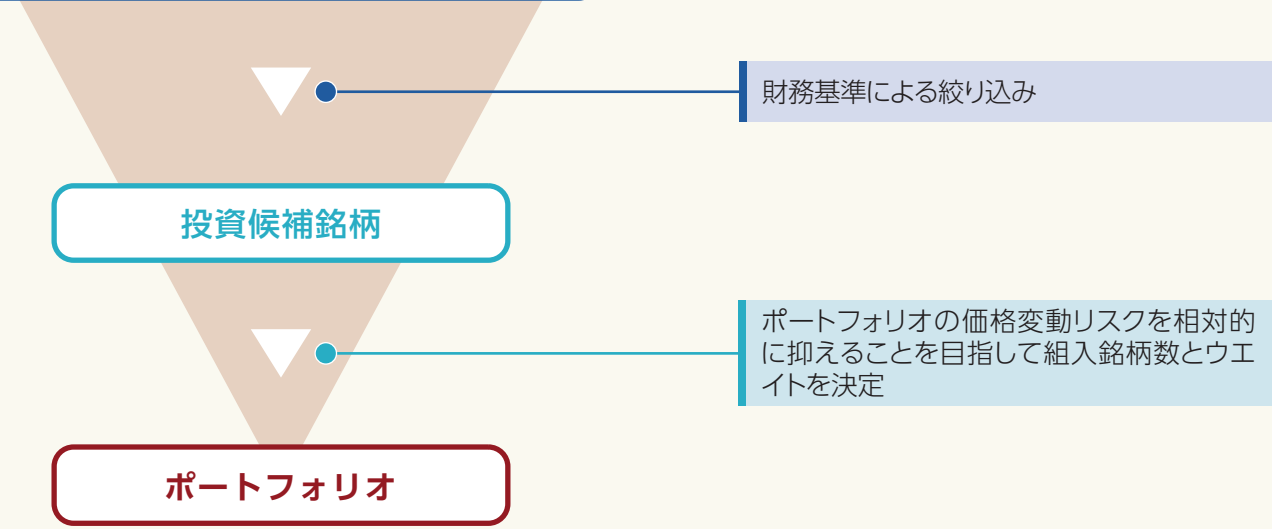 財務基準による絞り込み
投資候補銘柄
ポートフォリオの価格変動リスクを相対的
に抑えることを目指して組入銘柄数とウエ
イトを決定
ポートフォリオ